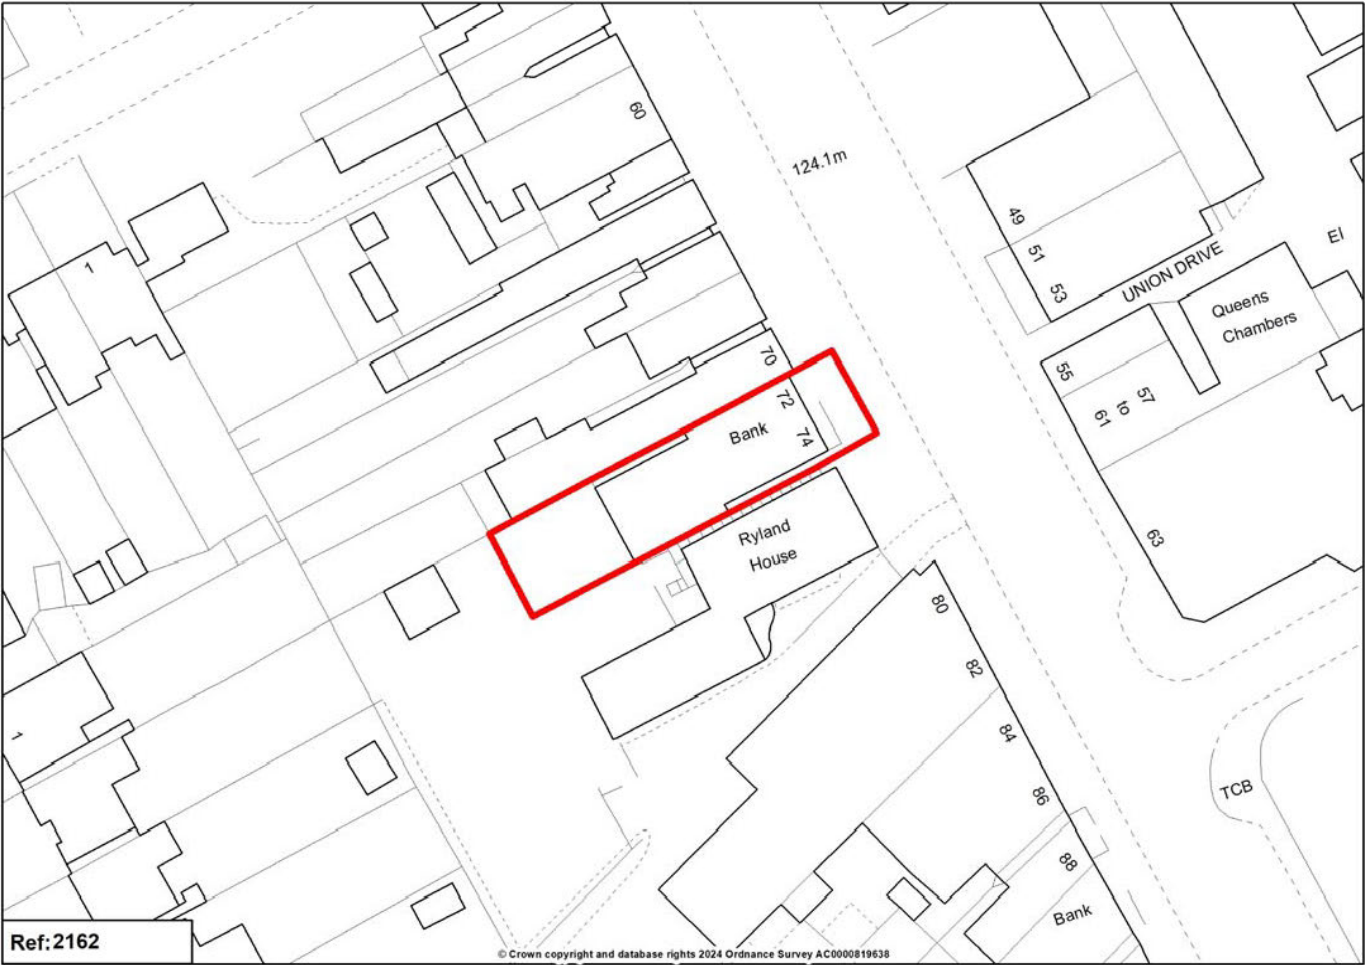 60
124.1m
1
49
51
53
UNION DRIVE
El
Queens
Chambers
70
72
74
Bank
55
57
to
61
Ryland
House
63
80
82
84
86
88
Bank
TCB
1
Ref:2162
© Crown copyright and database rights 2024 Ordnance Survey AC0000819638